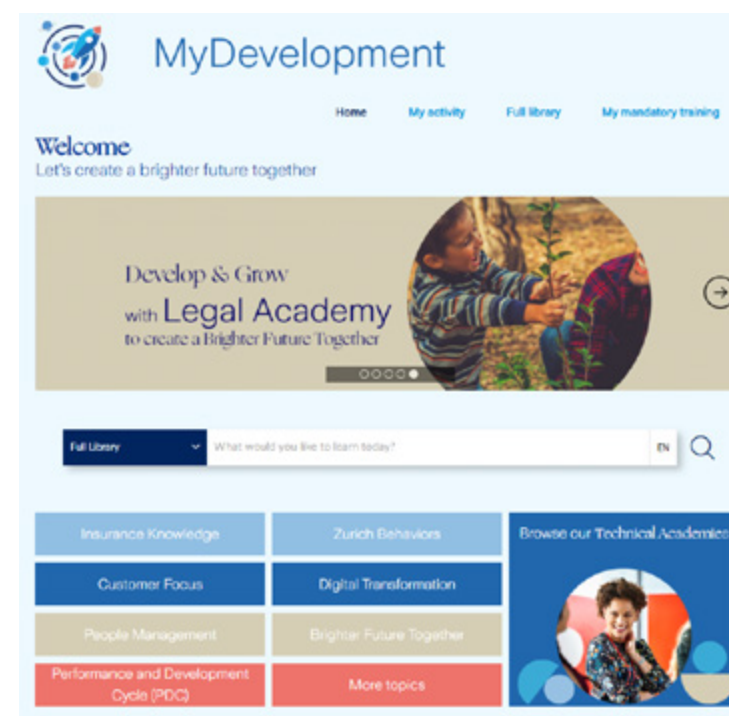 MyDevelopment
Home My activity Full library My mandatory training
Welcome
Let's create a brighter future together
Develop & Grow
with Legal Academy
to create a Brighter Future Together
Full Library What would you like to learn today? EN
Insurance Knowledge Zurich Behaviors Browse our Technical Academies
Customer Focus Digital Transformation
People Management Brighter Future Together
Performance and Development
Cycle (PDC)
More topics